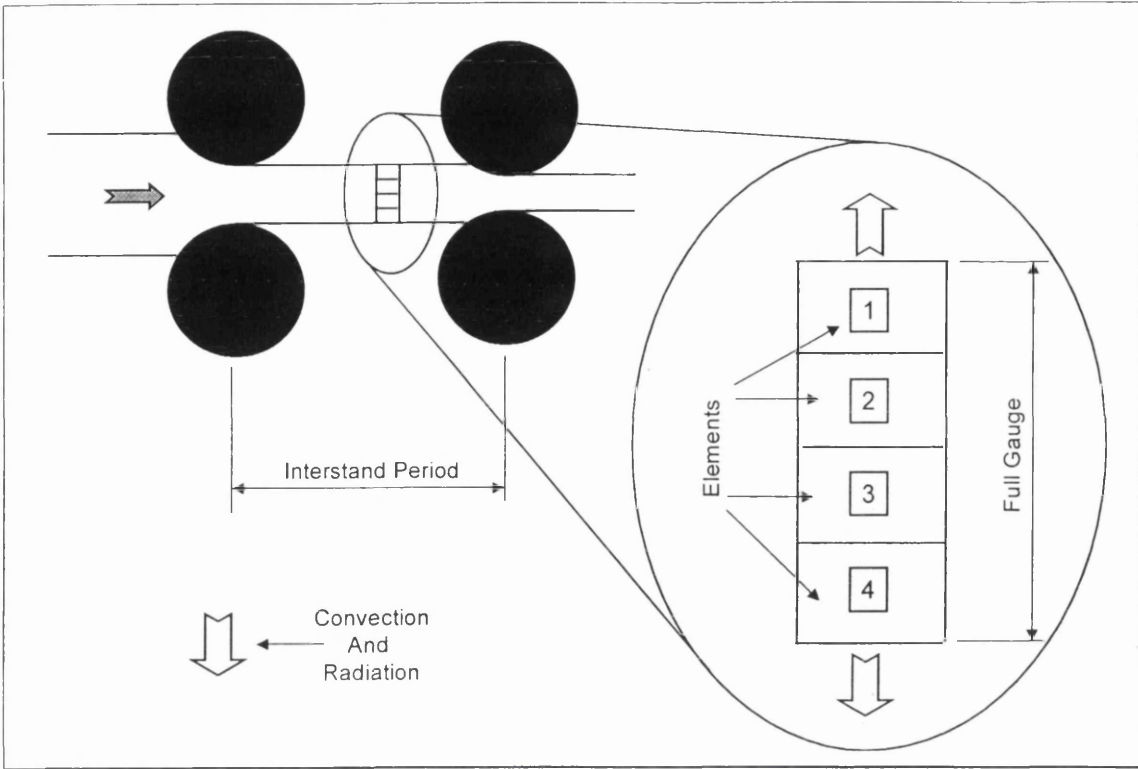 Interstand Period
Convection
And
Radiation
Elements
1
2
3
4
Full Gauge